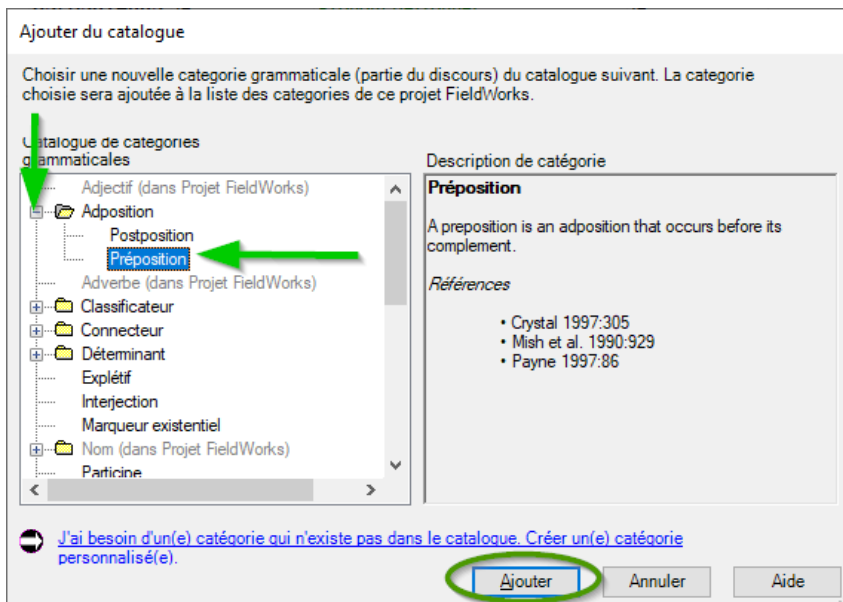 Ajouter du catalogue
Choisir une nouvelle categorie grammaticale (partie du discours) du catalogue suivant. La categorie
choisie sera ajoutée à la liste des categories de ce projet FieldWorks.
Catalogue de categories
grammaticales
Adjectif (dans Projet FieldWorks)
Adposition
Postposition
Préposition
Adverbe (dans Projet FieldWorks)
Classificateur
Connecteur
Déterminant
Explétif
Interjection
Marqueur existentiel
Nom (dans Projet FieldWorks)
Participe
Description de catégorie
Préposition
A preposition is an adposition that occurs before its
complement.
Références
• Crystal 1997:305
• Mish et al. 1990:929
• Payne 1997:86
J'ai besoin d'un(e) catégorie qui n'existe pas dans le catalogue. Créer un(e) catégorie
personnalisé(e).
Ajouter
Annuler
Aide